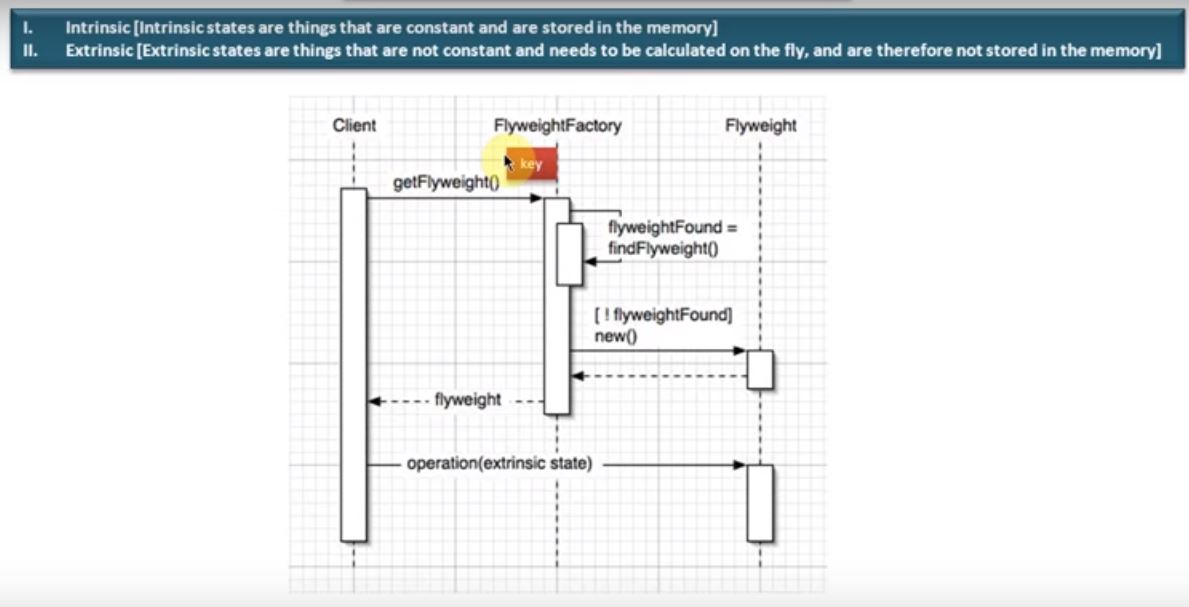 I. Intrinsic [Intrinsic states are things that are constant and are stored in the memory]
II. Extrinsic [Extrinsic states are things that are not constant and needs to be calculated on the fly, and are therefore not stored in the memory]
Client
FlyweightFactory
Flyweight
key
getFlyweight()
flyweightFound =
findFlyweight()
[ ! flyweightFound]
new()
flyweight
operation(extrinsic state)